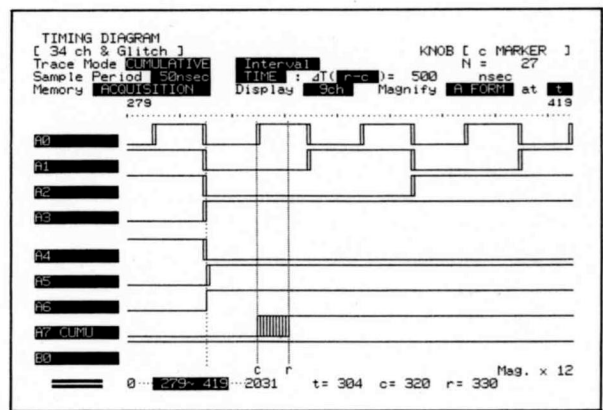 TIMING DIAGRAM
[ 34 ch & Glitch ] KNOB [ c MARKER ]
Trace Mode CUMULATIVE Interval N = 27
Sample Period 50nsec TIME : ΔT( r-c )= 500 nsec
Memory ACQUISITION Display 9ch Magnify A FORM at t
279 419
A0
A1
A2
A3
A4
A5
A6
A7 CUMU
B0
c r Mag. x 12
0···279~ 419···2031 t= 304 c= 320 r= 330